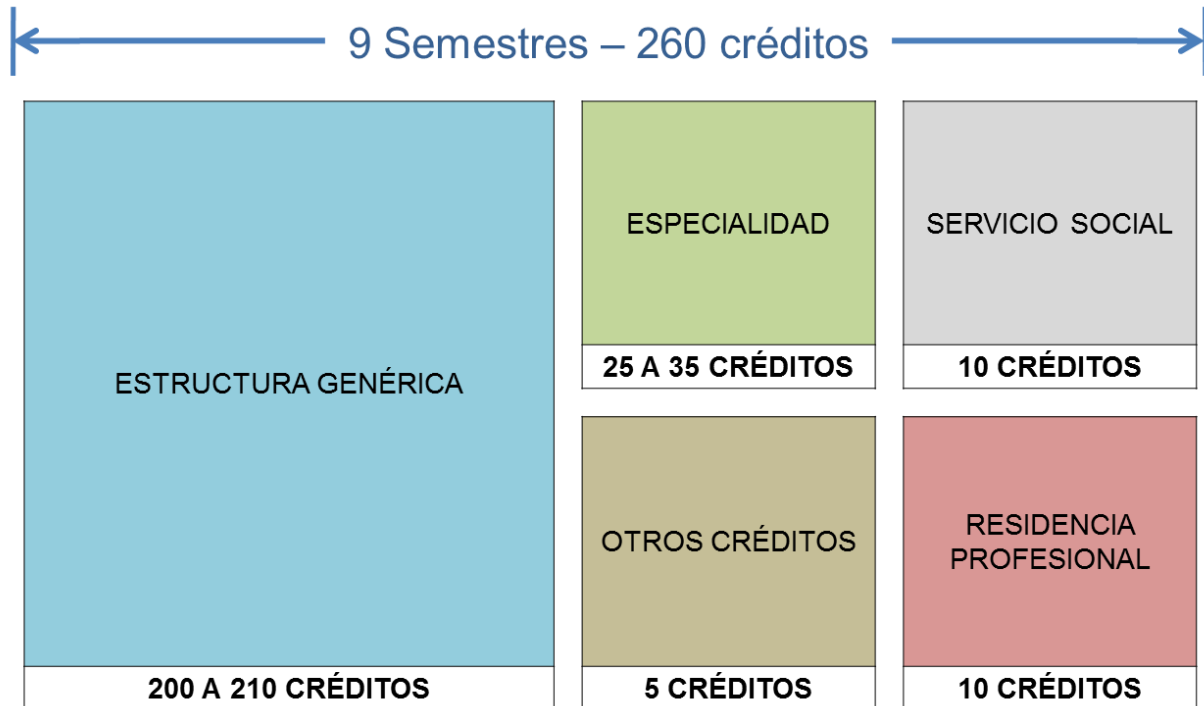 9 Semestres – 260 créditos
ESTRUCTURA GENÉRICA
200 A 210 CRÉDITOS
ESPECIALIDAD
25 A 35 CRÉDITOS
SERVICIO SOCIAL
10 CRÉDITOS
OTROS CRÉDITOS
5 CRÉDITOS
RESIDENCIA
PROFESIONAL
10 CRÉDITOS